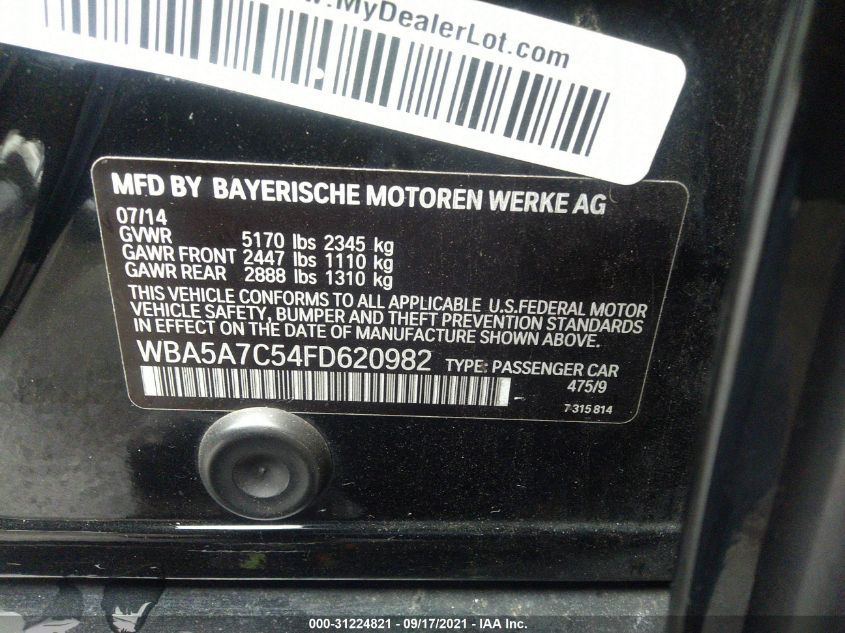 .MyDealerLot.com
MFD BY BAYERISCHE MOTOREN WERKE AG
07/14
GVWR 5170 lbs 2345 kg
GAWR FRONT 2447 lbs 1110 kg
GAWR REAR 2888 lbs 1310 kg
THIS VEHICLE CONFORMS TO ALL APPLICABLE U.S.FEDERAL MOTOR
VEHICLE SAFETY, BUMPER AND THEFT PREVENTION STANDARDS
IN EFFECT ON THE DATE OF MANUFACTURE SHOWN ABOVE.
WBA5A7C54FD620982 TYPE: PASSENGER CAR
475/9
7 315 814
000-31224821 - 09/17/2021 - IAA Inc.